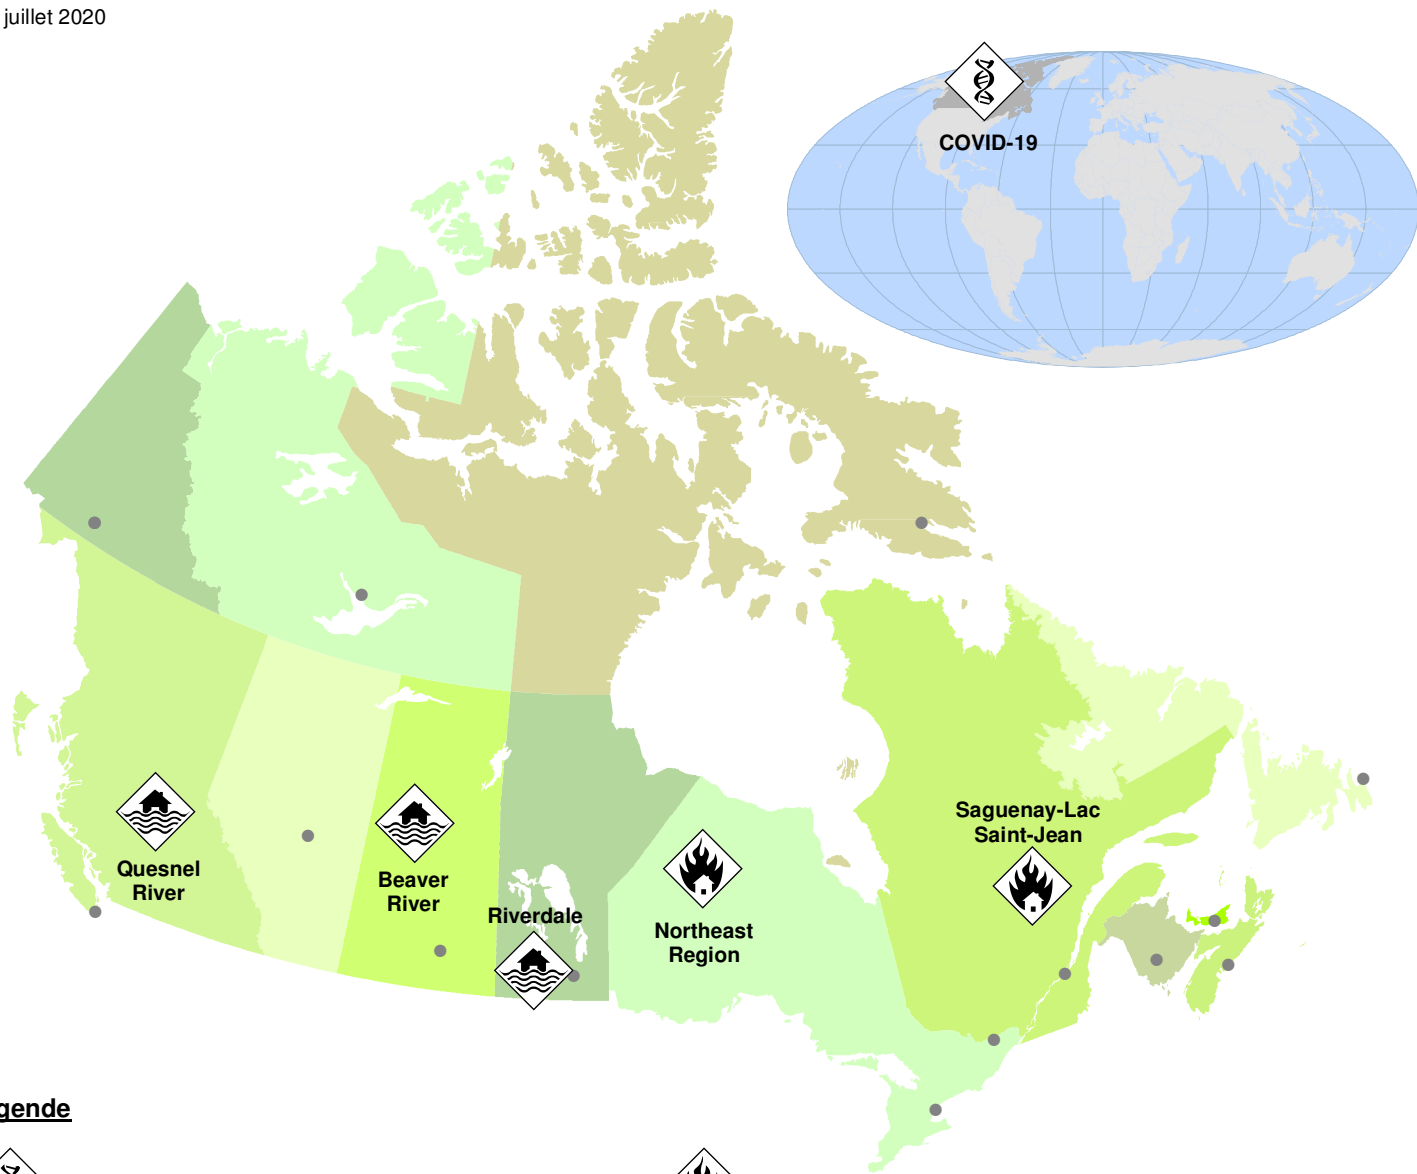 juillet 2020
COVID-19
Saguenay-Lac
Saint-Jean
Quesnel
River
Beaver
River
Riverdale
Northeast
Region
gende